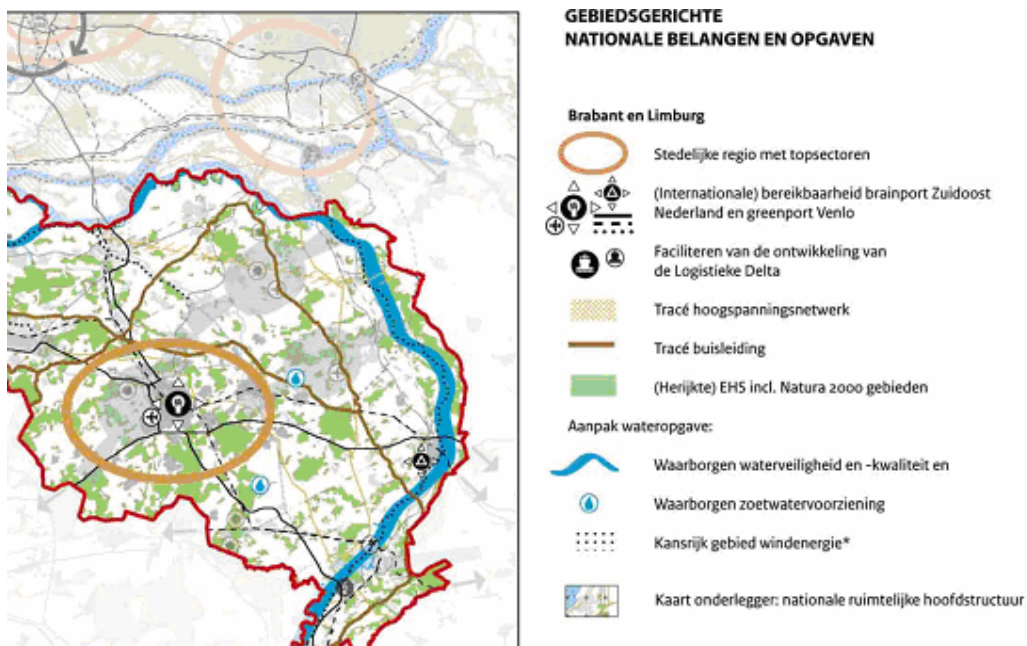 GEBIEDSGERICHTE
NATIONALE BELANGEN EN OPGAVEN
Brabant en Limburg
Stedelijke regio met topsectoren
(Internationale) bereikbaarheid brainport Zuidoost
Nederland en greenport Venlo
Faciliteren van de ontwikkeling van
de Logistieke Delta
Tracé hoogspanningsnetwerk
Tracé buisleiding
(Herijkte) EHS incl. Natura 2000 gebieden
Aanpak wateropgave:
Waarborgen waterveiligheid en -kwaliteit en
Waarborgen zoetwatervoorziening
Kansrijk gebied windenergie*
Kaart onderlegger: nationale ruimtelijke hoofdstructuur